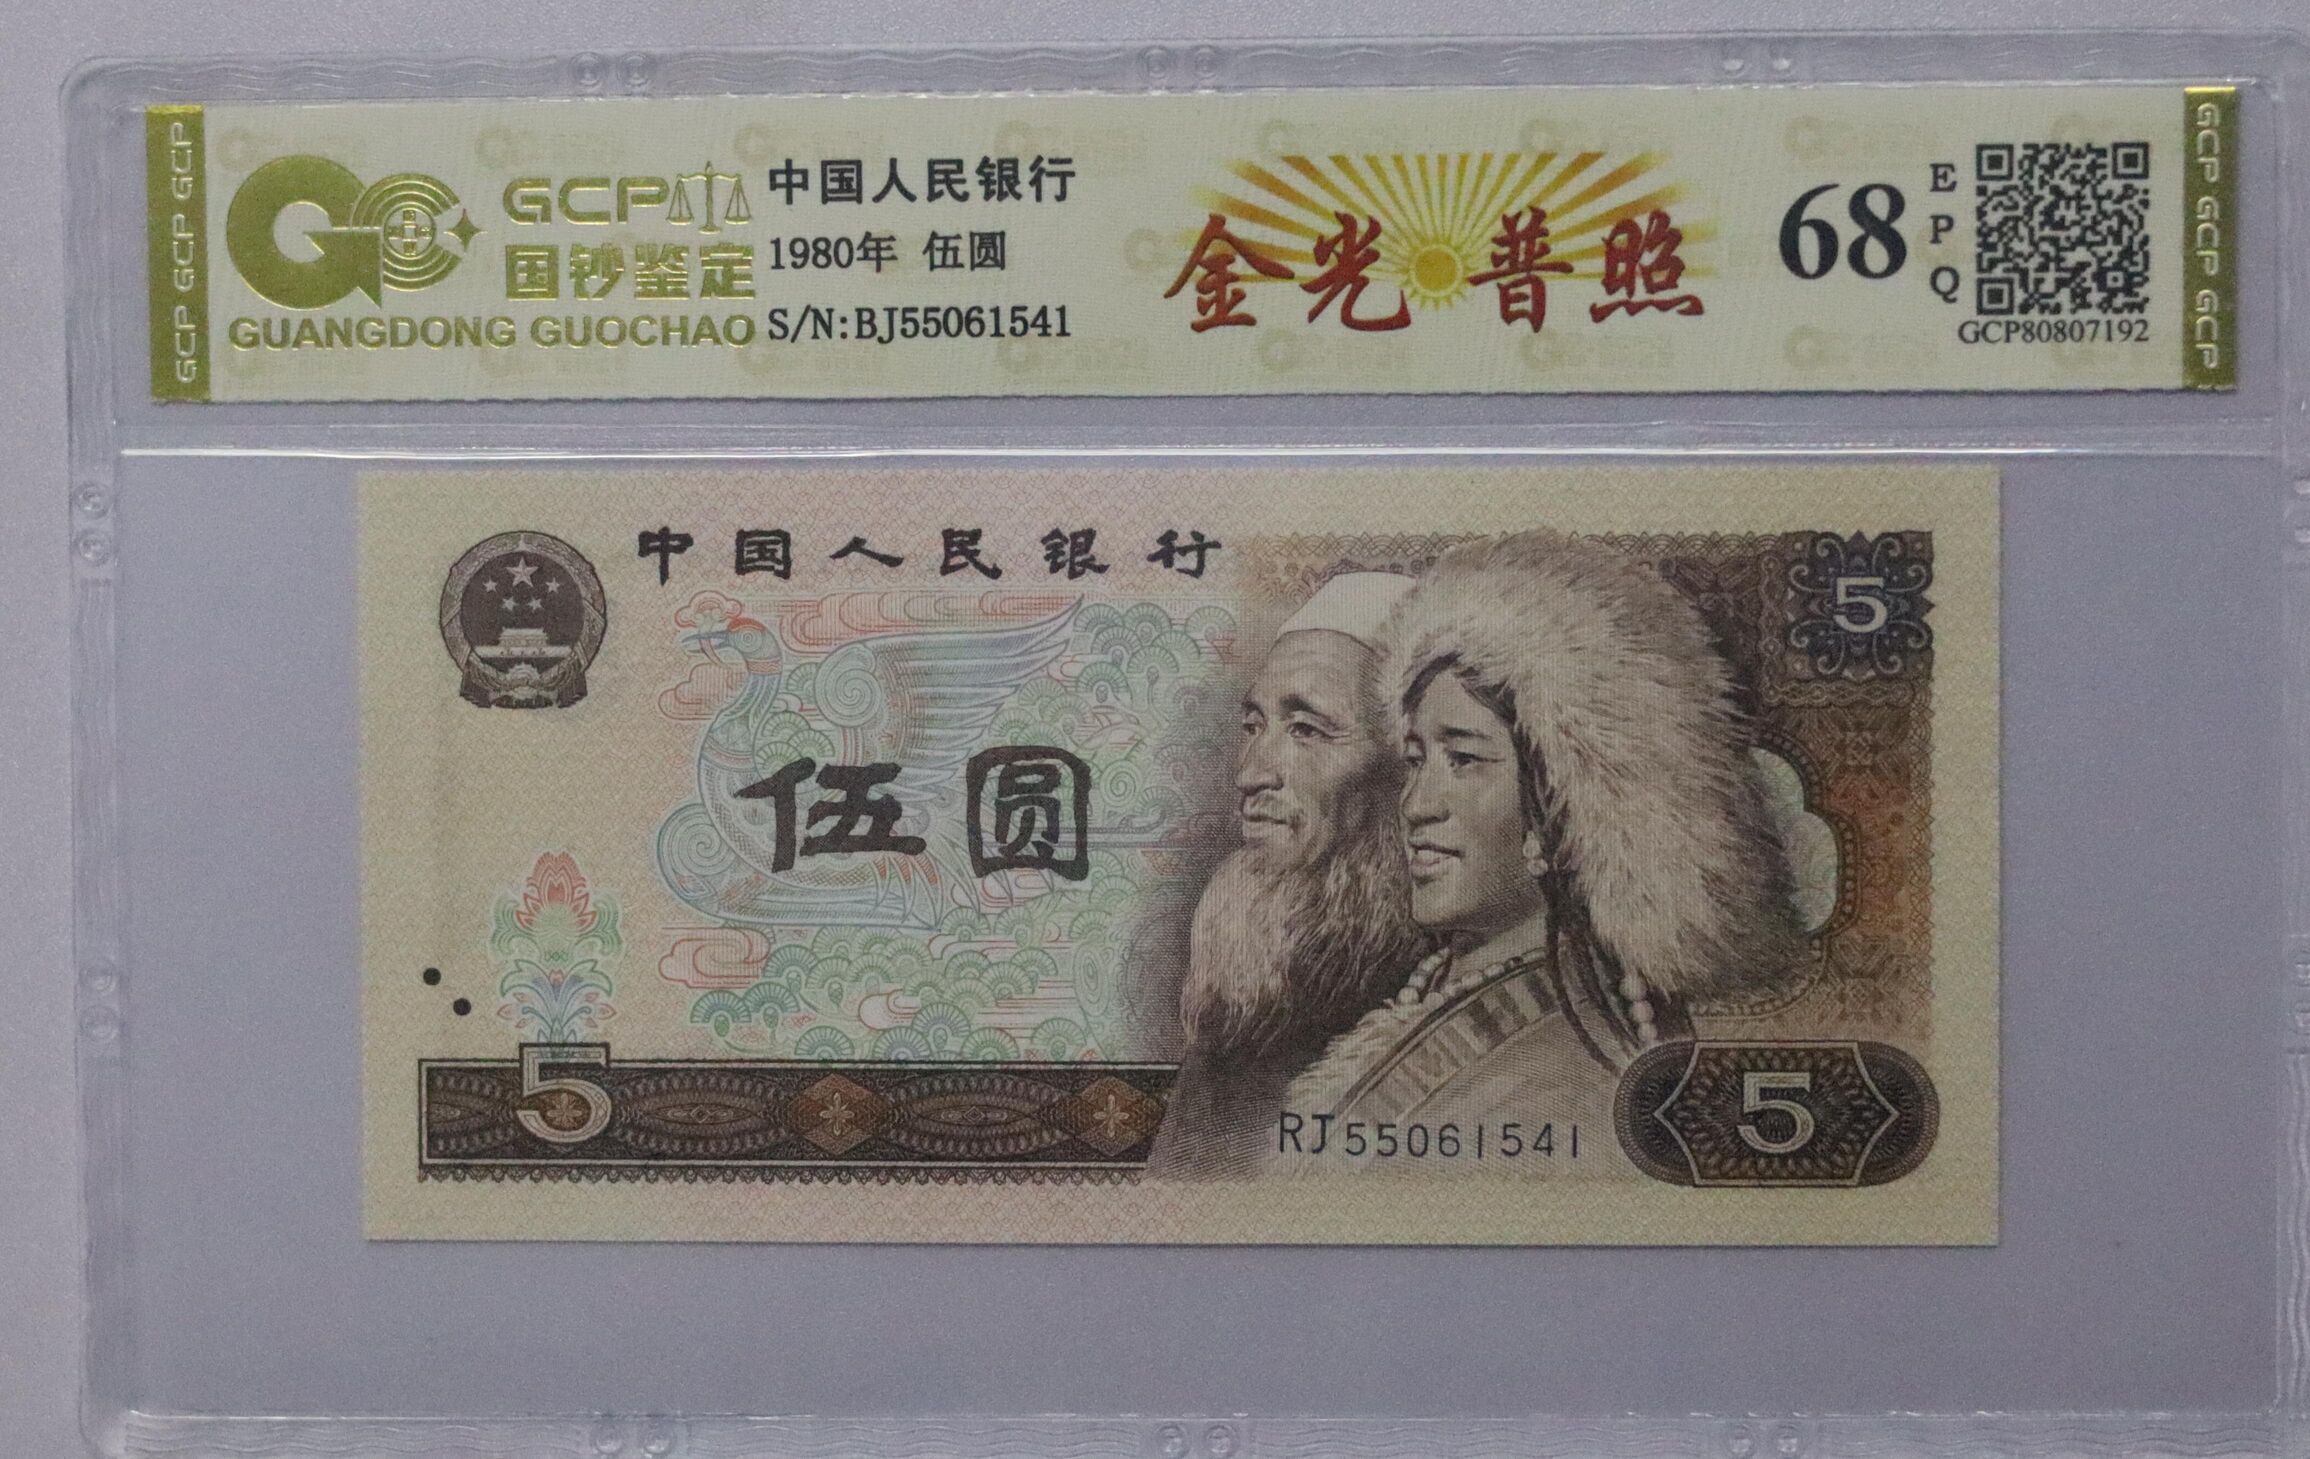 GCP GCP GCP
GCP
国钞鉴定
GUANGDONG GUOCHAO
中国人民银行
1980年 伍圆
S/N:BJ55061541
金光普照
68
EPQ
GCP80807192
GCP GCP GCP
中国人民银行
5
伍圆
5
RJ55061541
5